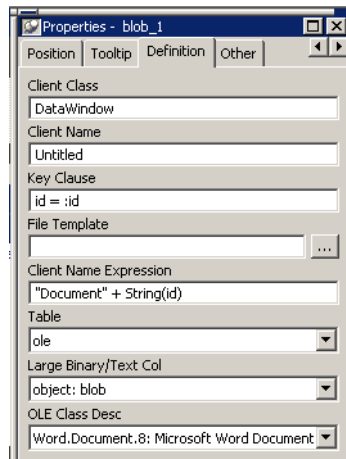 Properties - blob_1
Position Tooltip Definition Other
Client Class
DataWindow
Client Name
Untitled
Key Clause
id = :id
File Template
...
Client Name Expression
"Document" + String(id)
Table
ole
Large Binary/Text Col
object: blob
OLE Class Desc
Word.Document.8: Microsoft Word Document